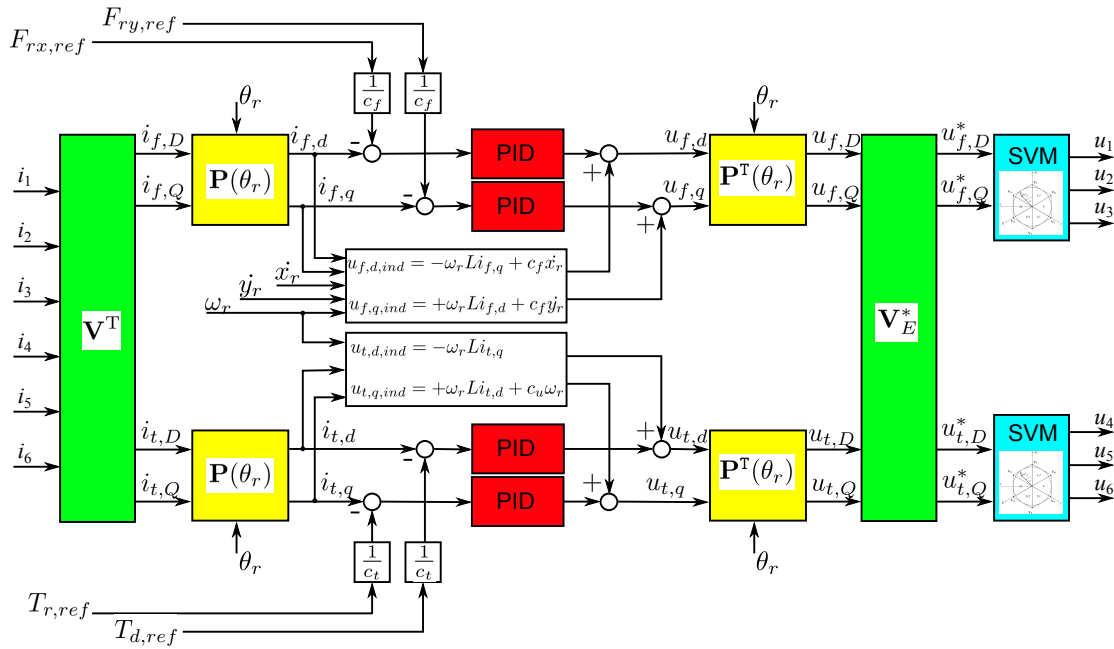 F_{ry,ref}
F_{rx,ref}
1/c_f
1/c_f
θ_r
θ_r
i_{f,D}
i_{f,d}
-
PID
u_{f,d}
u_{f,D}
u*_{f,D}
SVM
u_1
P(θ_r)
+
P^T(θ_r)
i_1
i_{f,Q}
i_{f,q}
-
PID
u_{f,q}
u_{f,Q}
u*_{f,Q}
u_2
+
u_3
i_2
u_{f,d,ind} = −ω_r Li_{f,q} + c_f ẋ_r
ẋ_r
ẏ_r
i_3
ω_r
u_{f,q,ind} = +ω_r Li_{f,d} + c_f ẏ_r
V^T
V*_E
i_4
u_{t,d,ind} = −ω_r Li_{t,q}
u_{t,q,ind} = +ω_r Li_{t,d} + c_u ω_r
i_5
i_{t,D}
i_{t,d}
-
PID
+
u_{t,d}
u_{t,D}
u*_{t,D}
SVM
u_4
i_6
P(θ_r)
P^T(θ_r)
u_5
i_{t,Q}
i_{t,q}
-
PID
+
u_{t,q}
u_{t,Q}
u*_{t,Q}
u_6
θ_r
θ_r
1/c_t
1/c_t
T_{r,ref}
T_{d,ref}